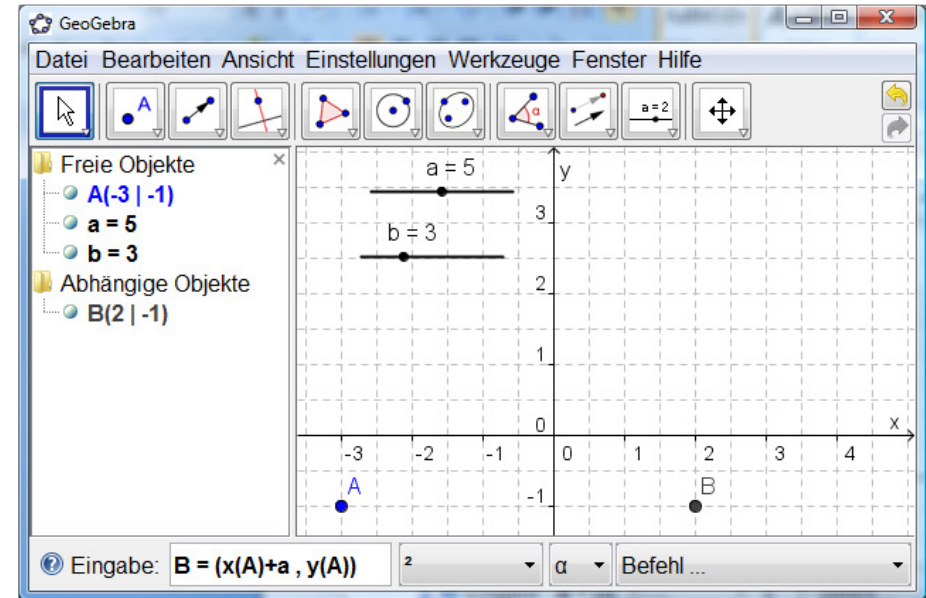 GeoGebra
Datei Bearbeiten Ansicht Einstellungen Werkzeuge Fenster Hilfe
A
α
a = 2
Freie Objekte
A(-3 | -1)
a = 5
b = 3
Abhängige Objekte
B(2 | -1)
a = 5
y
b = 3
3
2
1
0
x
-3 -2 -1 0 1 2 3 4
A
B
-1
Eingabe: B = (x(A)+a , y(A)) ² α Befehl ...